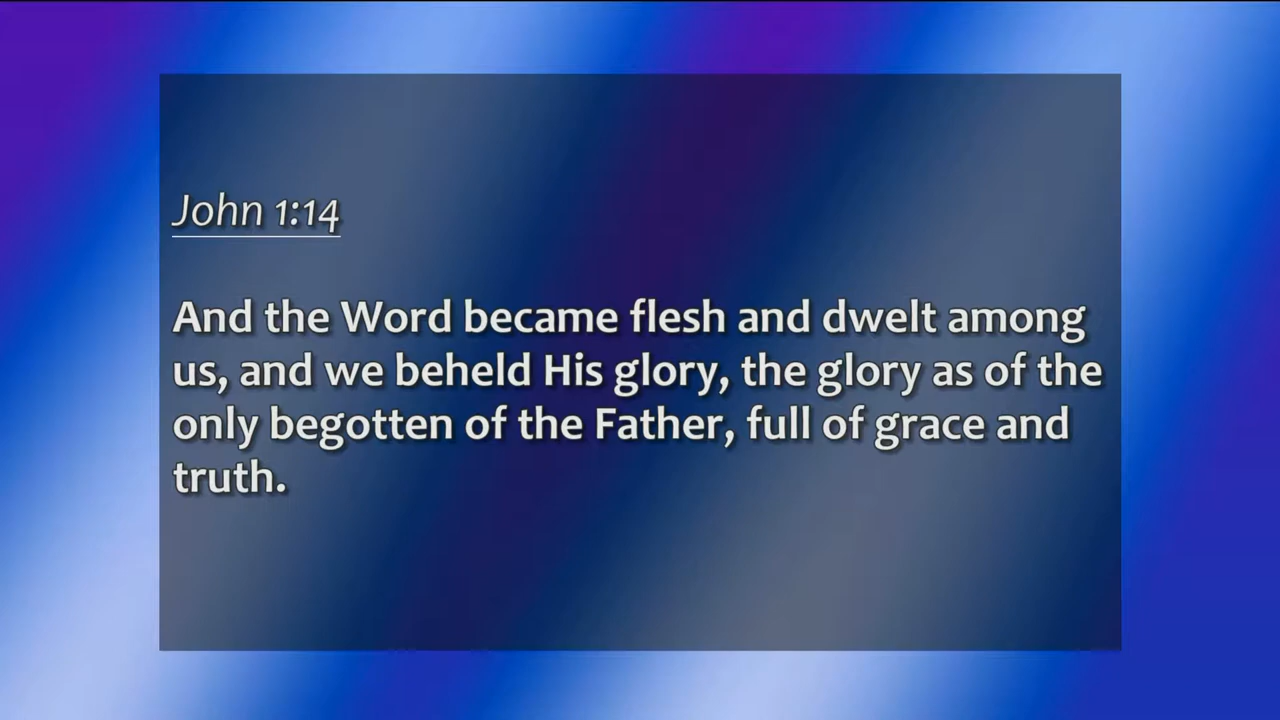 John 1:14
And the Word became flesh and dwelt among
us, and we beheld His glory, the glory as of the
only begotten of the Father, full of grace and
truth.